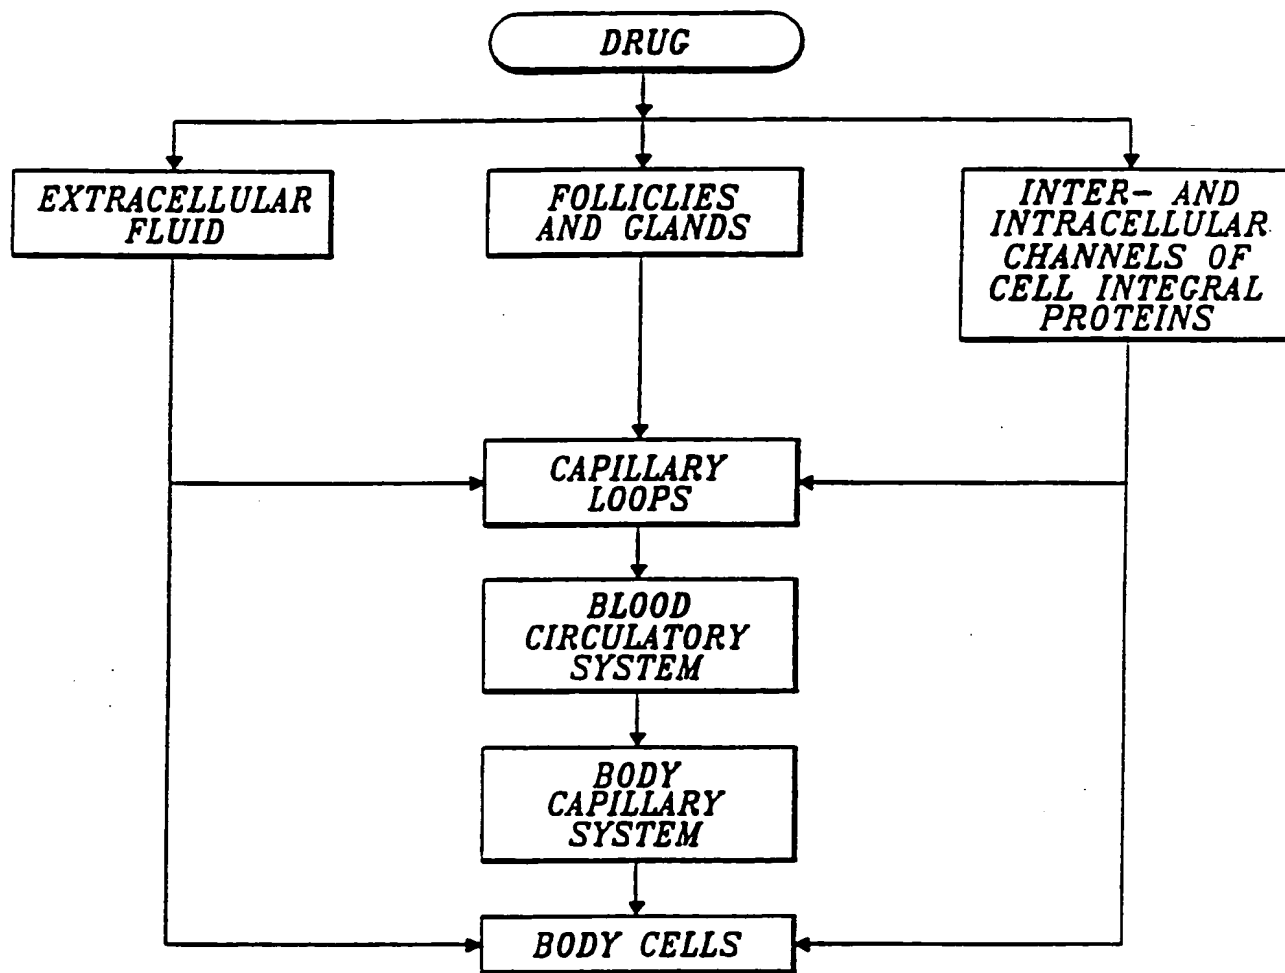 DRUG
EXTRACELLULAR
FLUID
FOLLICLIES
AND GLANDS
INTER- AND
INTRACELLULAR
CHANNELS OF
CELL INTEGRAL
PROTEINS
CAPILLARY
LOOPS
BLOOD
CIRCULATORY
SYSTEM
BODY
CAPILLARY
SYSTEM
BODY CELLS